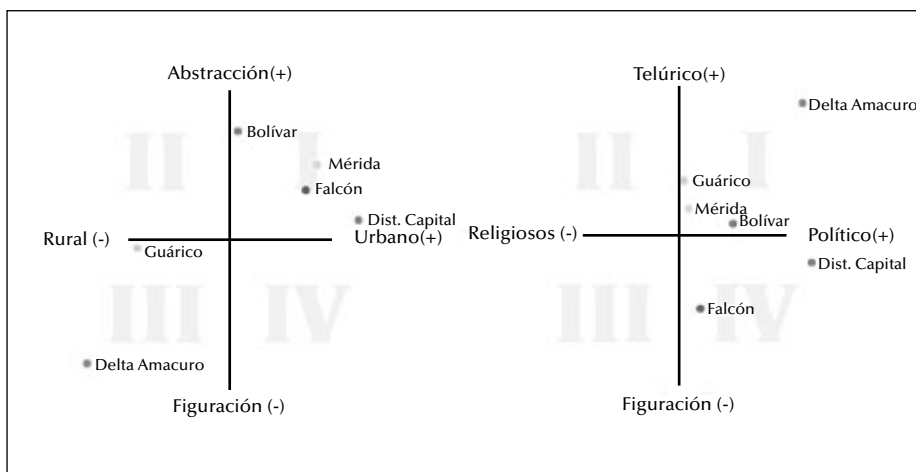 Abstracción(+)
II
I
Bolívar
Mérida
Falcón
Dist. Capital
Rural (-)
Urbano(+)
Guárico
III
IV
Delta Amacuro
Figuración (-)
Telúrico(+)
Delta Amacuro
II
I
Guárico
Mérida
Bolívar
Religiosos (-)
Político(+)
Dist. Capital
III
IV
Falcón
Figuración (-)